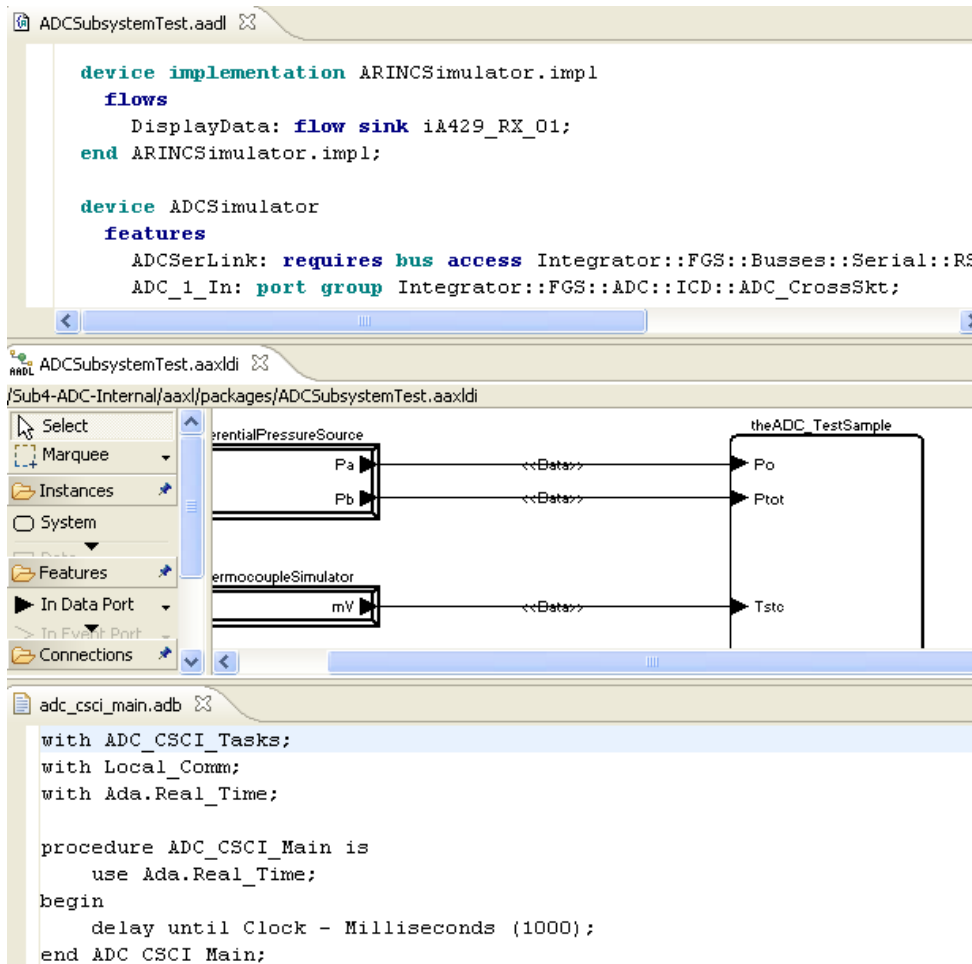 ADCSubsystemTest.aadl
device implementation ARINCSimulator.impl
flows
DisplayData: flow sink iA429_RX_01;
end ARINCSimulator.impl;
device ADCSimulator
features
ADCSerLink: requires bus access Integrator::FGS::Busses::Serial::RS
ADC_1_In: port group Integrator::FGS::ADC::ICD::ADC_CrossSkt;
AADL ADCSubsystemTest.aaxldi
/Sub4-ADC-Internal/aaxl/packages/ADCSubsystemTest.aaxldi
Select
Marquee
Instances
System
Features
In Data Port
In Event Port
Connections
erentialPressureSource
Pa
Pb
ermocoupleSimulator
mV
<<Data>>
<<Data>>
<<Data>>
theADC_TestSample
Po
Ptot
Tstc
adc_csci_main.adb
with ADC_CSCI_Tasks;
with Local_Comm;
with Ada.Real_Time;
procedure ADC_CSCI_Main is
use Ada.Real_Time;
begin
delay until Clock - Milliseconds (1000);
end ADC_CSCI_Main;